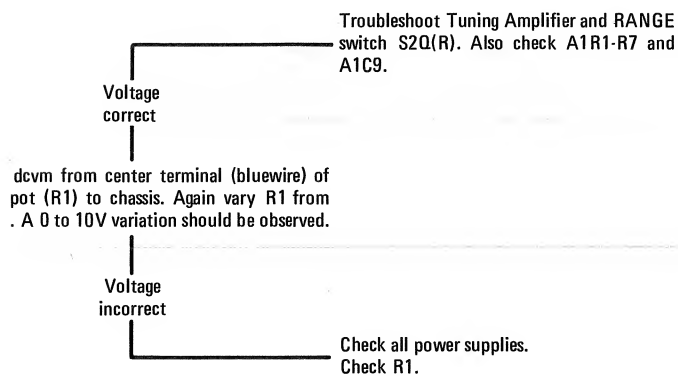 Troubleshoot Tuning Amplifier and RANGE
switch S2Q(R). Also check A1R1-R7 and
A1C9.
Voltage
correct
dcvm from center terminal (bluewire) of
pot (R1) to chassis. Again vary R1 from
. A 0 to 10V variation should be observed.
Voltage
incorrect
Check all power supplies.
Check R1.